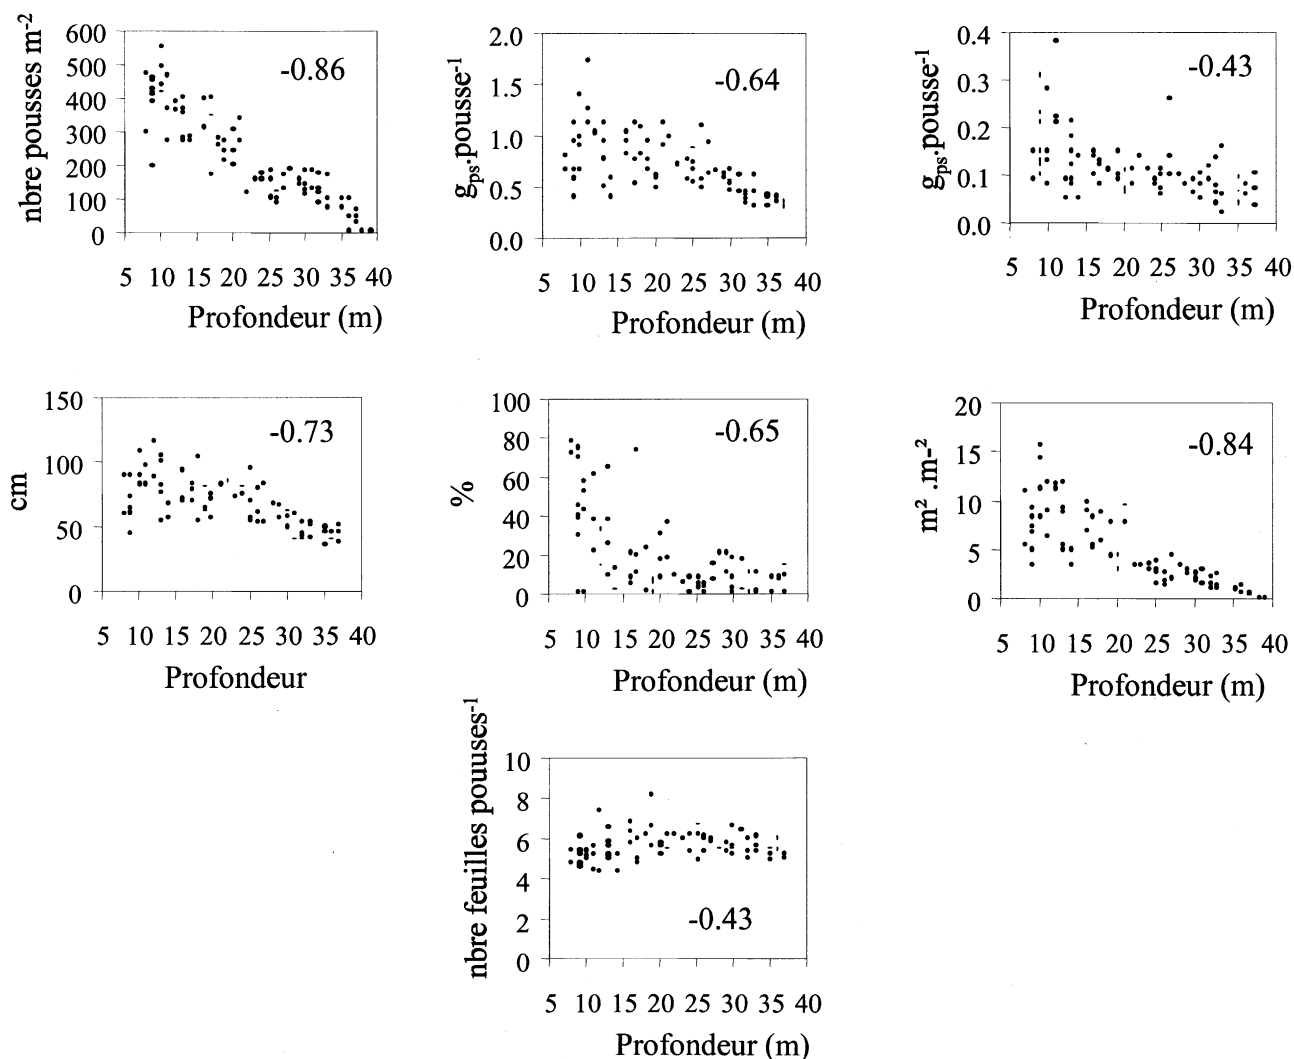 nbre pousses m-2
600
500
400
300
200
100
0
-0.86
5 10 15 20 25 30 35 40
Profondeur (m)
gps.pousse-1
2.0
1.5
1.0
0.5
0.0
-0.64
5 10 15 20 25 30 35 40
Profondeur (m)
gps.pousse-1
0.4
0.3
0.2
0.1
0.0
-0.43
5 10 15 20 25 30 35 40
Profondeur (m)
cm
150
100
50
0
-0.73
5 10 15 20 25 30 35 40
Profondeur
%
100
80
60
40
20
0
-0.65
5 10 15 20 25 30 35 40
Profondeur (m)
m2 .m-2
20
15
10
5
0
-0.84
5 10 15 20 25 30 35 40
Profondeur (m)
nbre feuilles pouuses-1
10
8
6
4
2
0
-0.43
5 10 15 20 25 30 35 40
Profondeur (m)